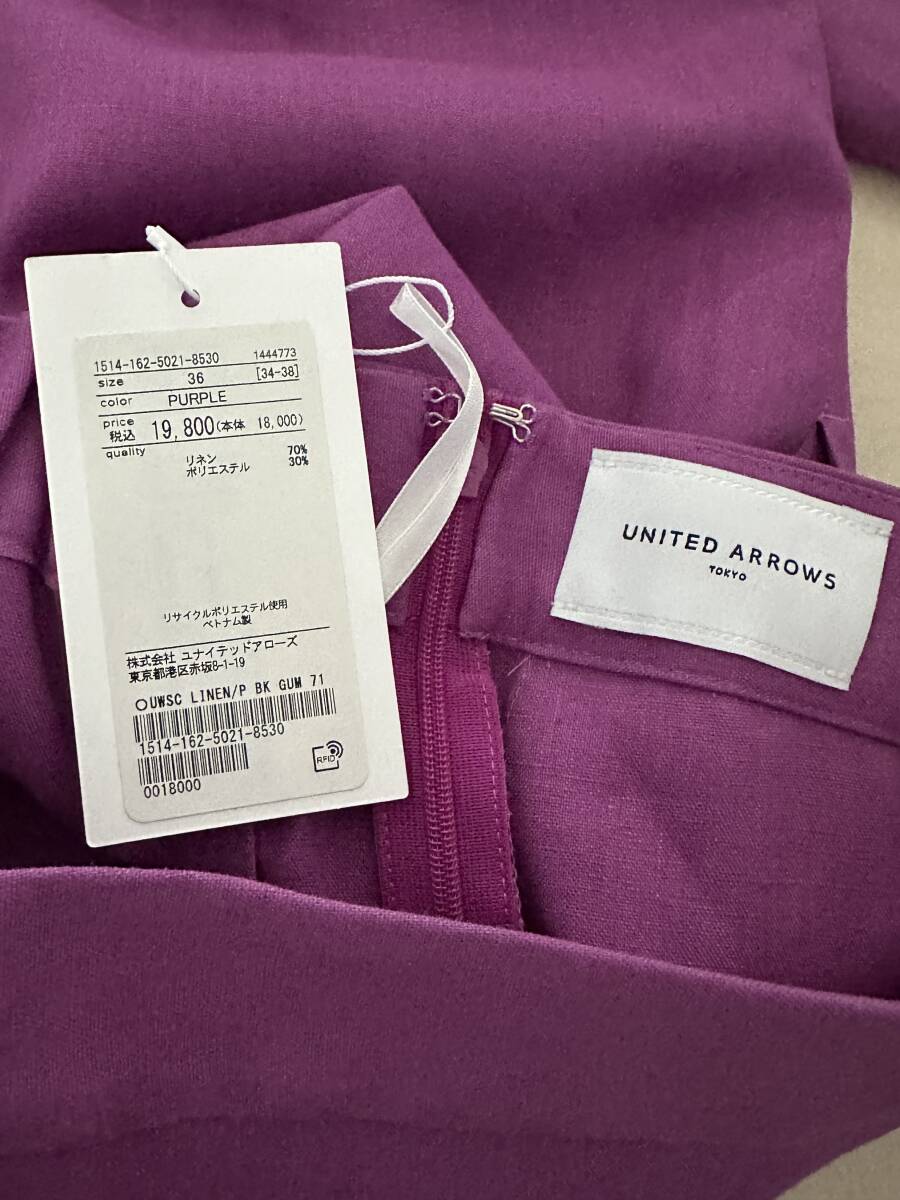 1514-162-5021-8530 1444773
size 36 [34-38]
color PURPLE
price
税込 19,800(本体 18,000)
quality
リネン 70%
ポリエステル 30%
リサイクルポリエステル使用
ベトナム製
株式会社 ユナイテッドアローズ
東京都港区赤坂8-1-19
〇UWSC LINEN/P BK GUM 71
1514-162-5021-8530
0018000
RFID
UNITED ARROWS
TOKYO